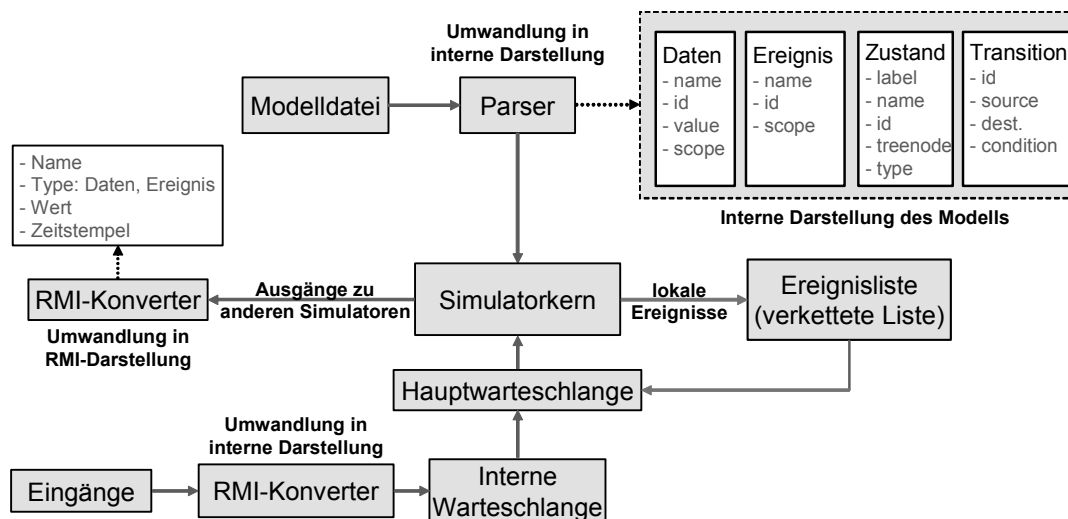 Umwandlung in
interne Darstellung
Modelldatei
Parser
Daten
- name
- id
- value
- scope
Ereignis
- name
- id
- scope
Zustand
- label
- name
- id
- treenode
- type
Transition
- id
- source
- dest.
- condition
Interne Darstellung des Modells
- Name
- Type: Daten, Ereignis
- Wert
- Zeitstempel
RMI-Konverter
Umwandlung in
RMI-Darstellung
Ausgänge zu
anderen Simulatoren
Simulatorkern
lokale
Ereignisse
Ereignisliste
(verkettete Liste)
Hauptwarteschlange
Umwandlung in
interne Darstellung
Eingänge
RMI-Konverter
Interne
Warteschlange